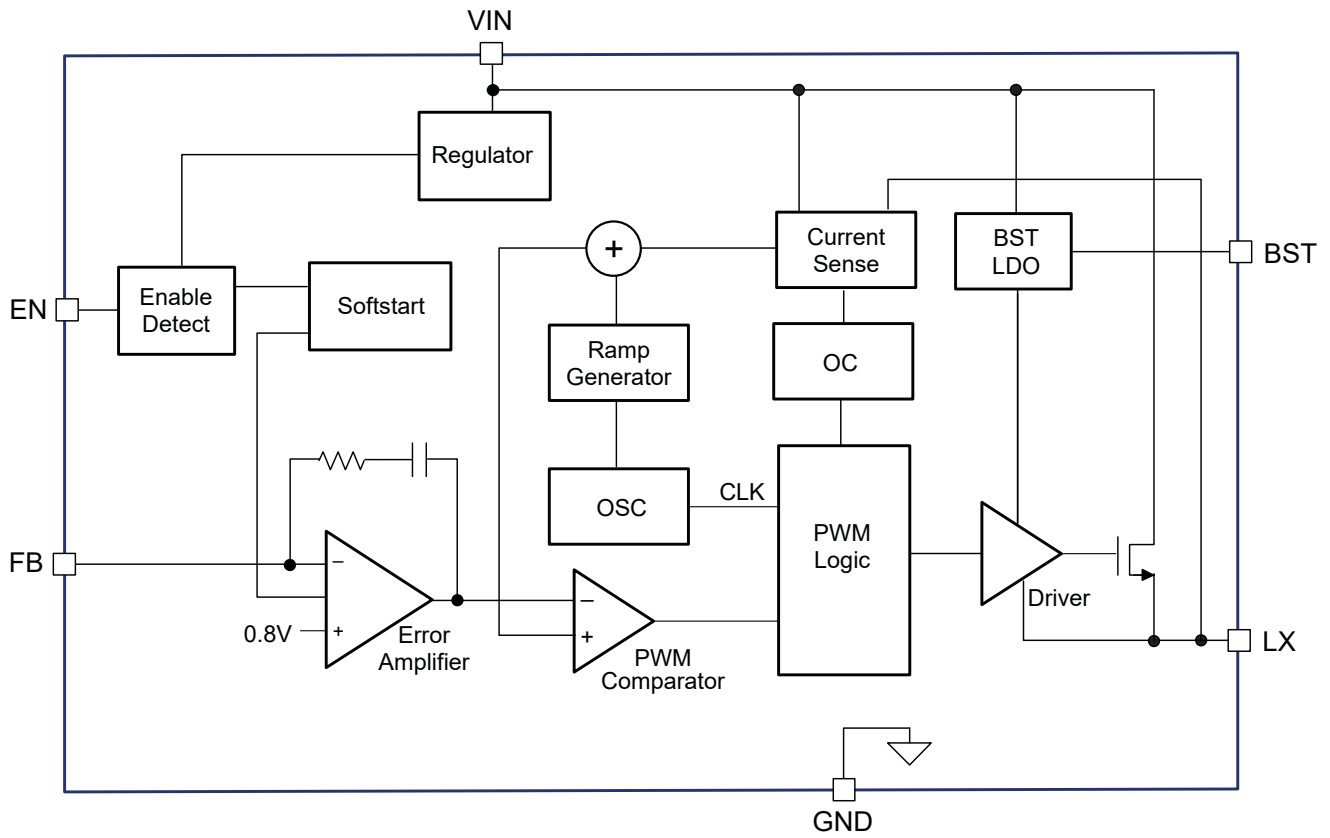 VIN
Regulator
+
Current
Sense
BST
LDO
BST
EN
Enable
Detect
Softstart
Ramp
Generator
OC
OSC
CLK
PWM
Logic
FB
−
0.8V
+
Error
Amplifier
−
+
PWM
Comparator
Driver
LX
GND